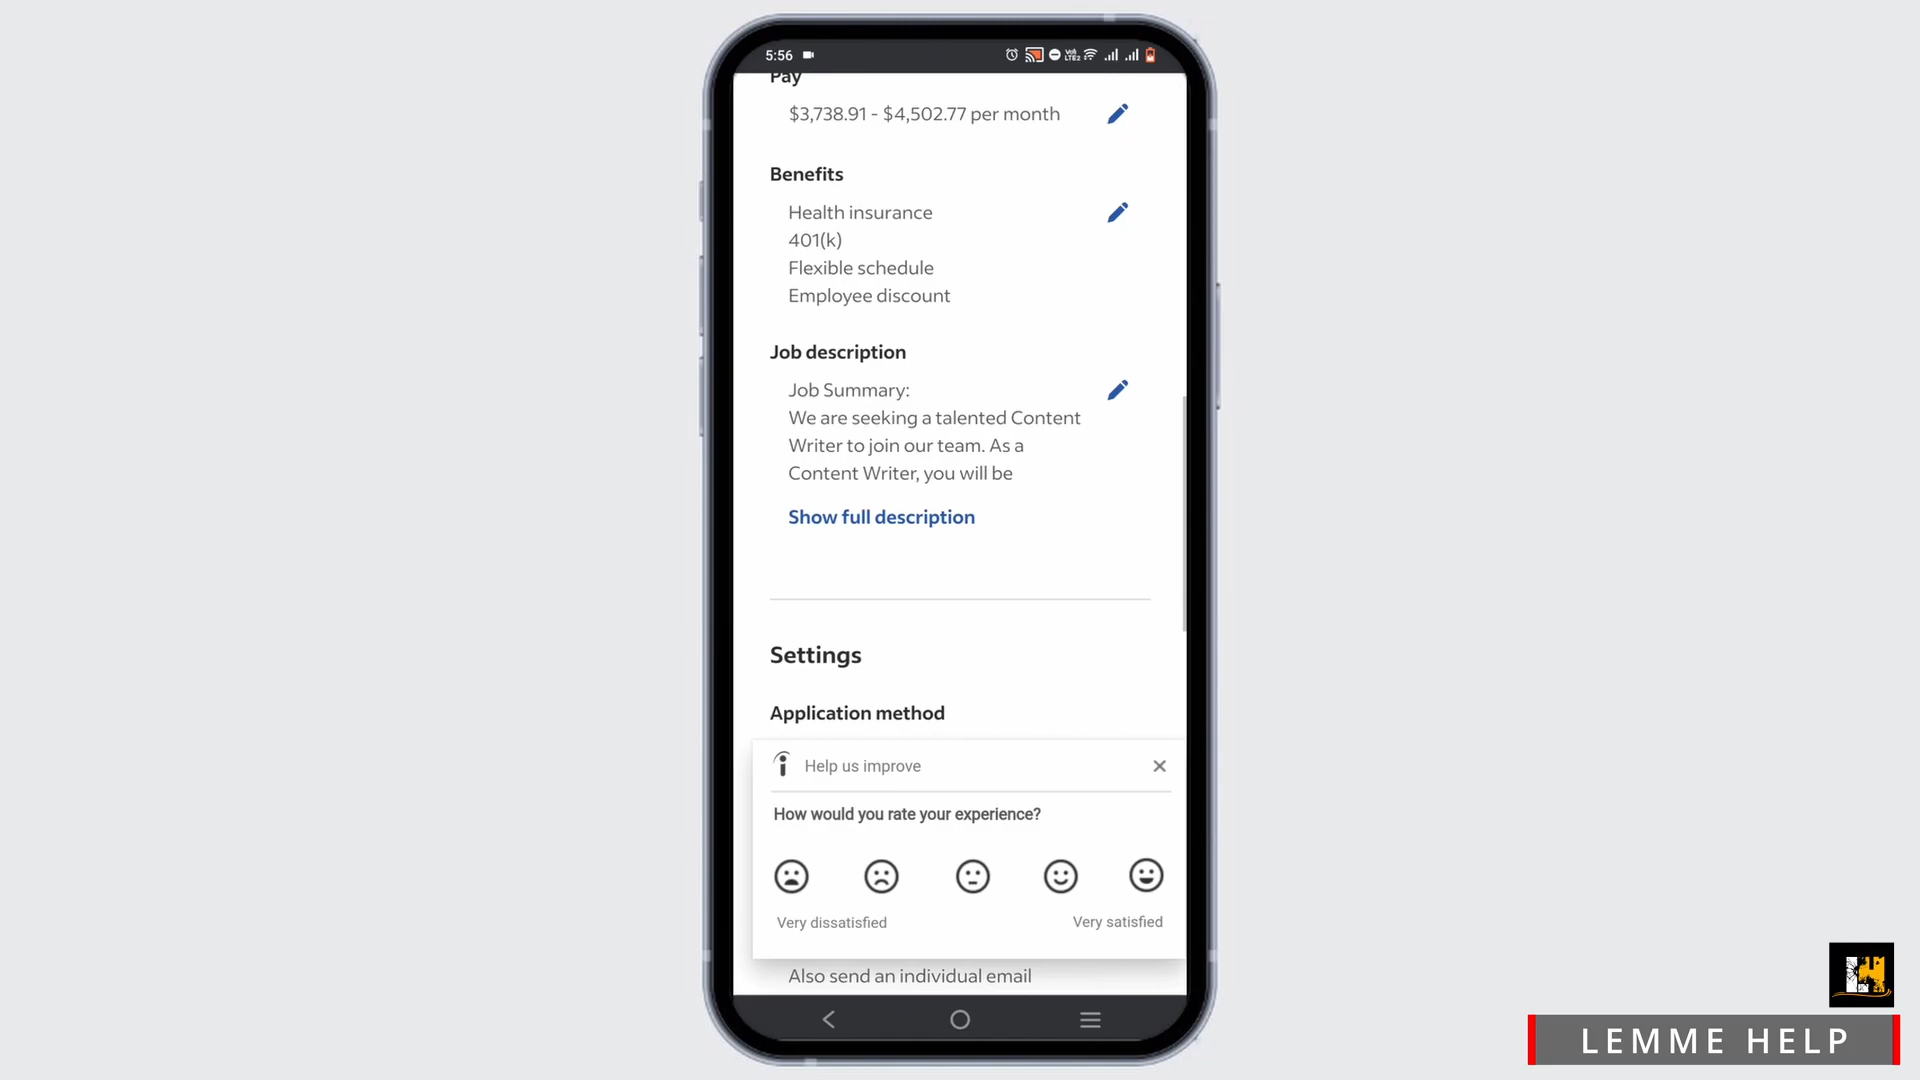 5:56
Pay
$3,738.91 - $4,502.77 per month
Benefits
Health insurance
401(k)
Flexible schedule
Employee discount
Job description
Job Summary:
We are seeking a talented Content
Writer to join our team. As a
Content Writer, you will be
Show full description
Settings
Application method
Help us improve
How would you rate your experience?
Very dissatisfied
Very satisfied
Also send an individual email
LEMME HELP